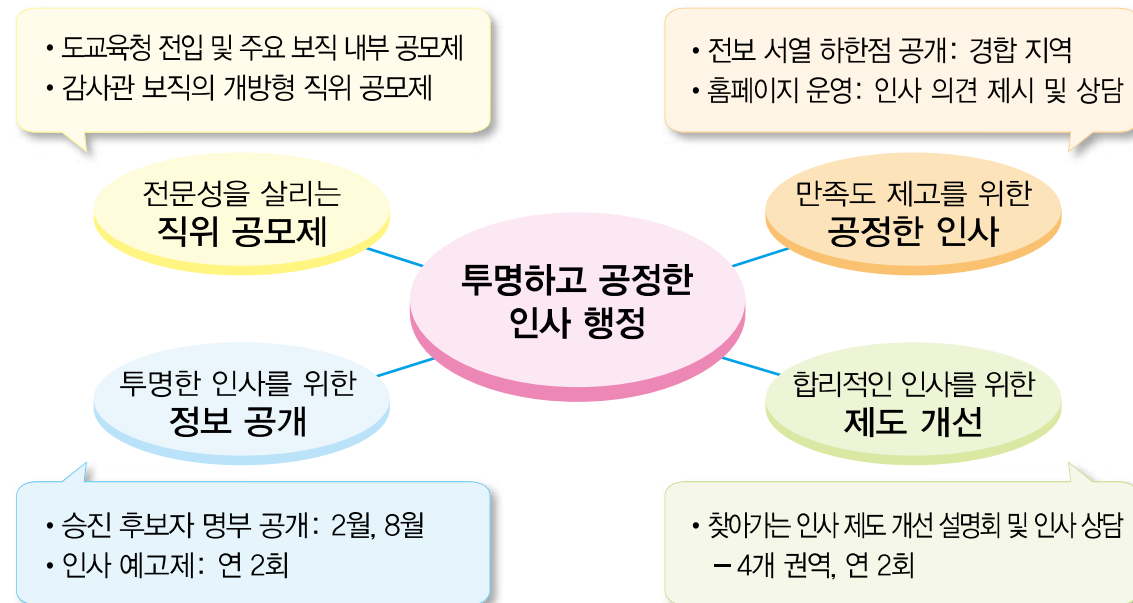 • 도교육청 전입 및 주요 보직 내부 공모제
• 감사관 보직의 개방형 직위 공모제
• 전보 서열 하한점 공개: 경합 지역
• 홈페이지 운영: 인사 의견 제시 및 상담
전문성을 살리는
직위 공모제
만족도 제고를 위한
공정한 인사
투명하고 공정한
인사 행정
투명한 인사를 위한
정보 공개
합리적인 인사를 위한
제도 개선
• 승진 후보자 명부 공개: 2월, 8월
• 인사 예고제: 연 2회
• 찾아가는 인사 제도 개선 설명회 및 인사 상담
– 4개 권역, 연 2회